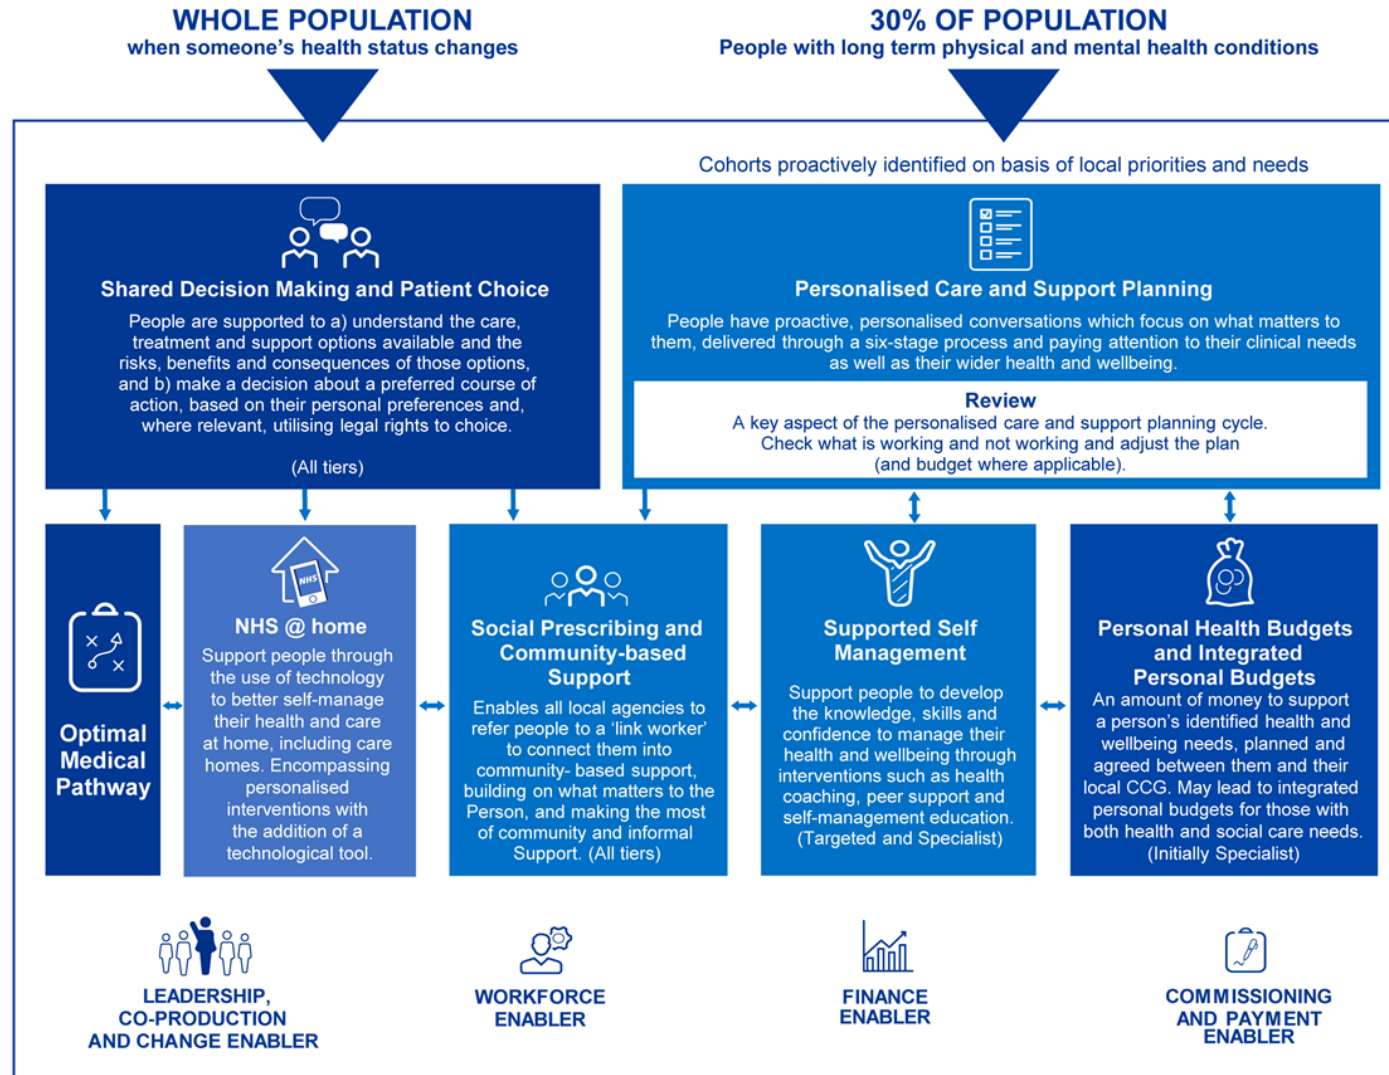 WHOLE POPULATION
when someone's health status changes
30% OF POPULATION
People with long term physical and mental health conditions
Cohorts proactively identified on basis of local priorities and needs
Shared Decision Making and Patient Choice
People are supported to a) understand the care,
treatment and support options available and the
risks, benefits and consequences of those options,
and b) make a decision about a preferred course of
action, based on their personal preferences and,
where relevant, utilising legal rights to choice.
(All tiers)
Personalised Care and Support Planning
People have proactive, personalised conversations which focus on what matters to
them, delivered through a six-stage process and paying attention to their clinical needs
as well as their wider health and wellbeing.
Review
A key aspect of the personalised care and support planning cycle.
Check what is working and not working and adjust the plan
(and budget where applicable).
Optimal
Medical
Pathway
NHS
NHS @ home
Support people through
the use of technology
to better self-manage
their health and care
at home, including care
homes. Encompassing
personalised
interventions with
the addition of a
technological tool.
Social Prescribing and
Community-based
Support
Enables all local agencies to
refer people to a 'link worker'
to connect them into
community- based support,
building on what matters to the
Person, and making the most
of community and informal
Support. (All tiers)
Supported Self
Management
Support people to develop
the knowledge, skills and
confidence to manage their
health and wellbeing through
interventions such as health
coaching, peer support and
self-management education.
(Targeted and Specialist)
Personal Health Budgets
and Integrated
Personal Budgets
An amount of money to support
a person's identified health and
wellbeing needs, planned and
agreed between them and their
local CCG. May lead to integrated
personal budgets for those with
both health and social care needs.
(Initially Specialist)
LEADERSHIP,
CO-PRODUCTION
AND CHANGE ENABLER
WORKFORCE
ENABLER
FINANCE
ENABLER
COMMISSIONING
AND PAYMENT
ENABLER